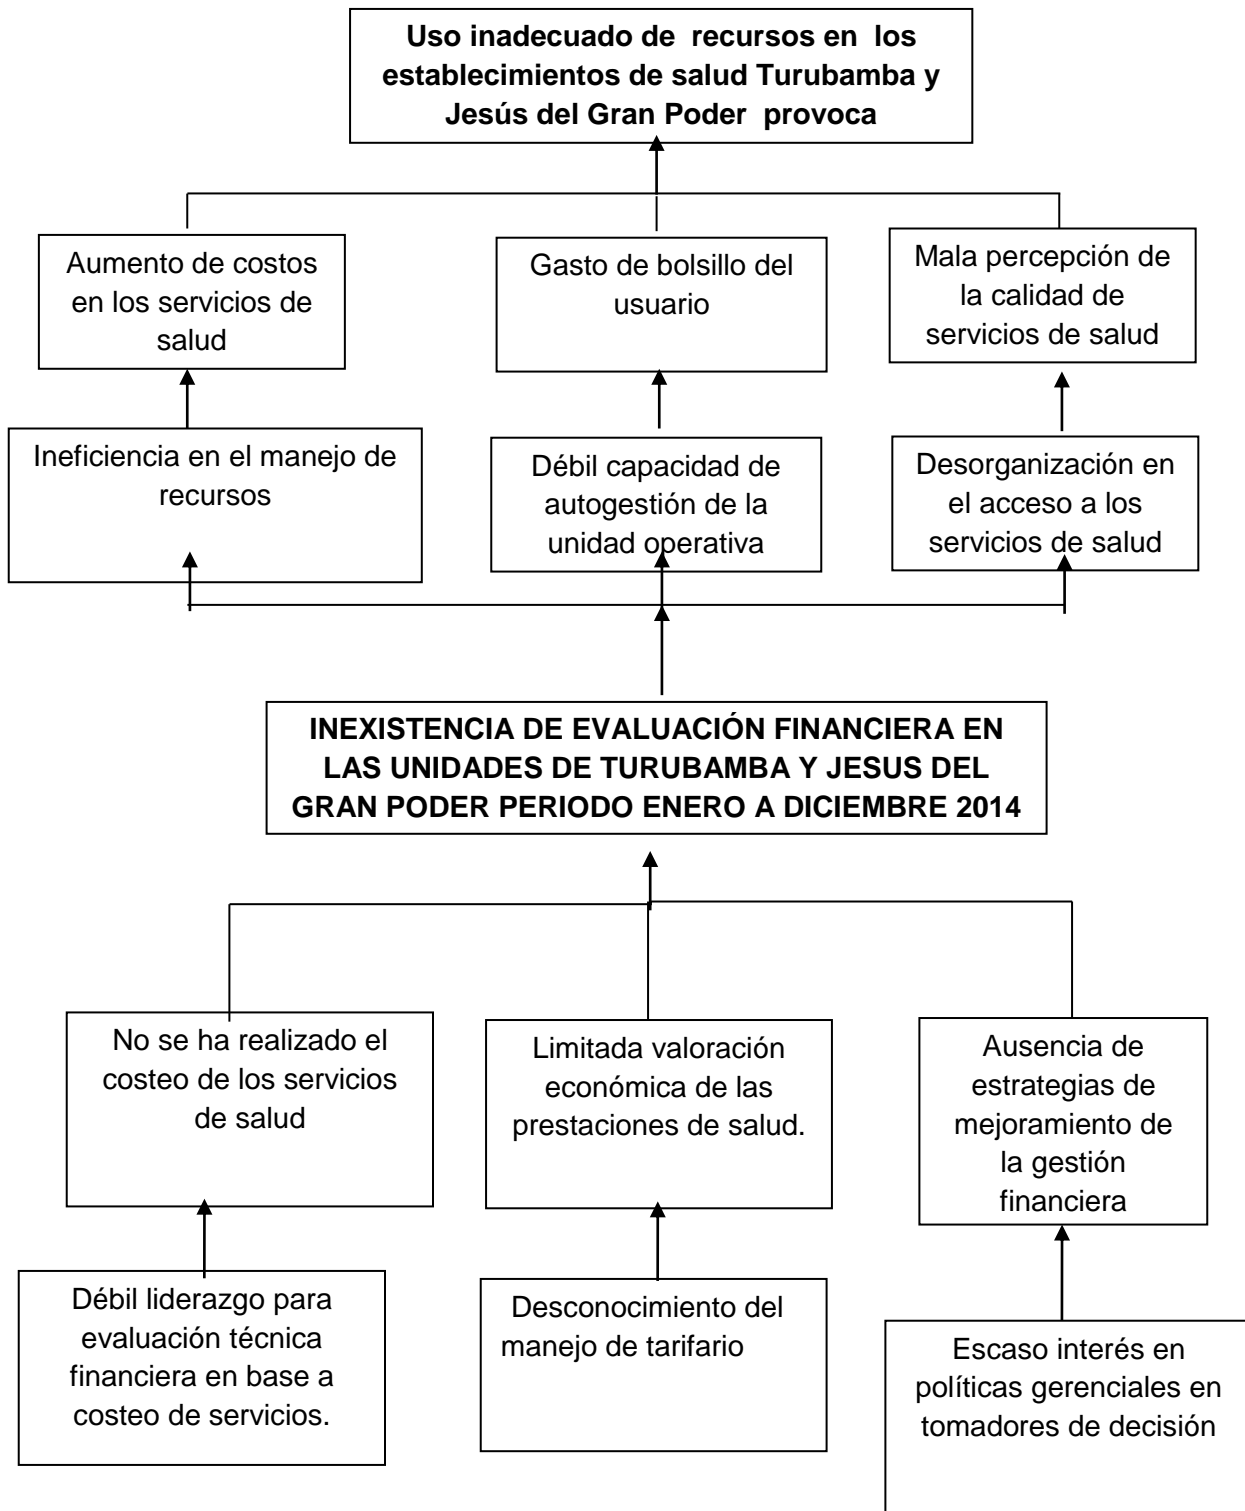 Uso inadecuado de recursos en los
establecimientos de salud Turubamba y
Jesús del Gran Poder provoca
Aumento de costos
en los servicios de
salud
Gasto de bolsillo del
usuario
Mala percepción de
la calidad de
servicios de salud
Ineficiencia en el manejo de
recursos
Débil capacidad de
autogestión de la
unidad operativa
Desorganización en
el acceso a los
servicios de salud
INEXISTENCIA DE EVALUACIÓN FINANCIERA EN
LAS UNIDADES DE TURUBAMBA Y JESUS DEL
GRAN PODER PERIODO ENERO A DICIEMBRE 2014
No se ha realizado el
costeo de los servicios
de salud
Limitada valoración
económica de las
prestaciones de salud.
Ausencia de
estrategias de
mejoramiento de
la gestión
financiera
Débil liderazgo para
evaluación técnica
financiera en base a
costeo de servicios.
Desconocimiento del
manejo de tarifario
Escaso interés en
políticas gerenciales en
tomadores de decisión